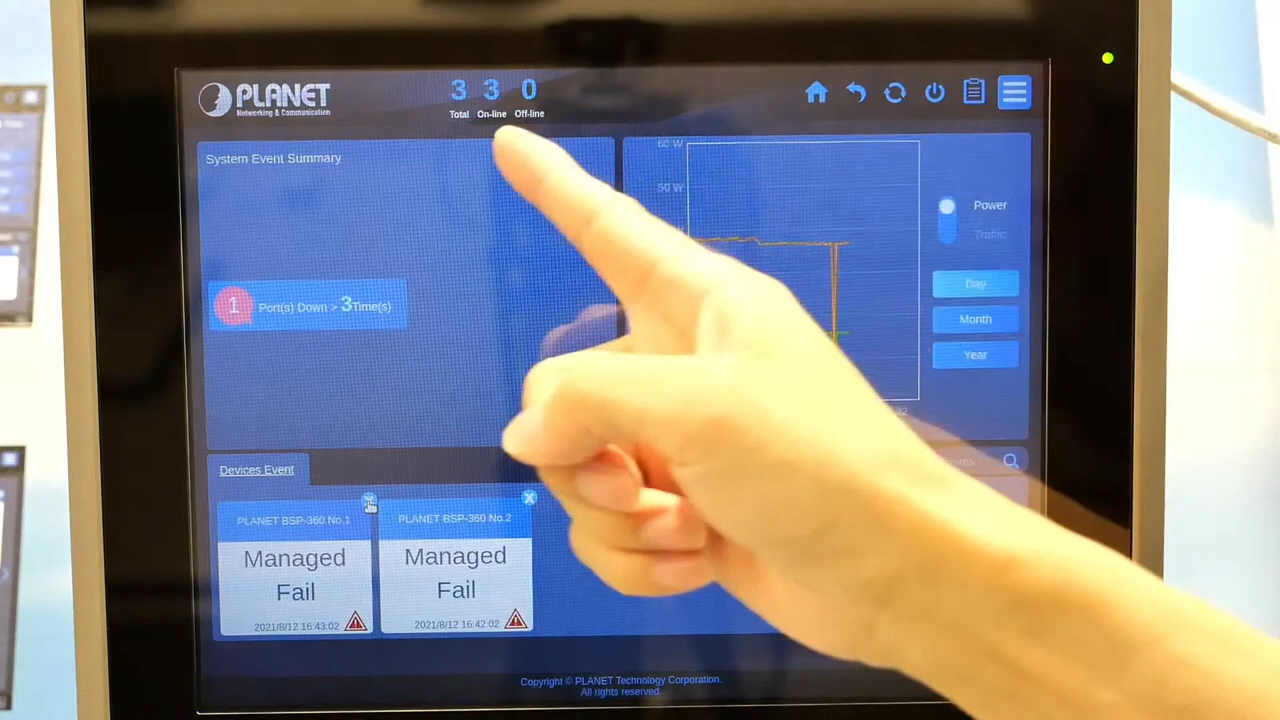 PLANET
Networking & Communication
3 3 0
Total On-line Off-line
System Event Summary
1 Port(s) Down > 3Time(s)
60 W
50 W
Power
Traffic
Day
Month
Year
Devices Event
PLANET BSP-360 No.1
Managed
Fail
2021/8/12 16:43:02
PLANET BSP-360 No.2
Managed
Fail
2021/8/12 16:42:02
Copyright © PLANET Technology Corporation.
All rights reserved.